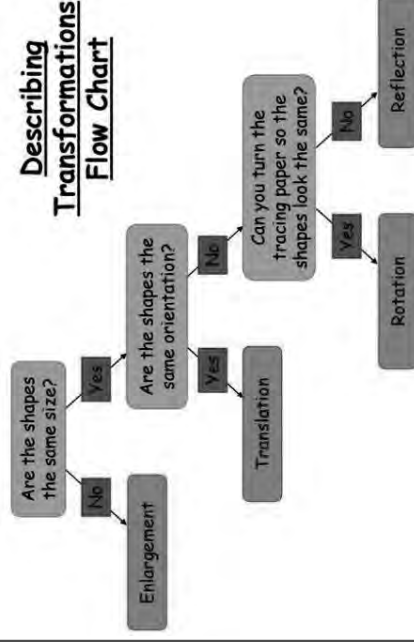 Describing
Transformations
Flow Chart
Are the shapes
the same size?
No
Yes
Enlargement
Are the shapes the
same orientation?
Yes
No
Translation
Can you turn the
tracing paper so the
shapes look the same?
Yes
No
Rotation
Reflection